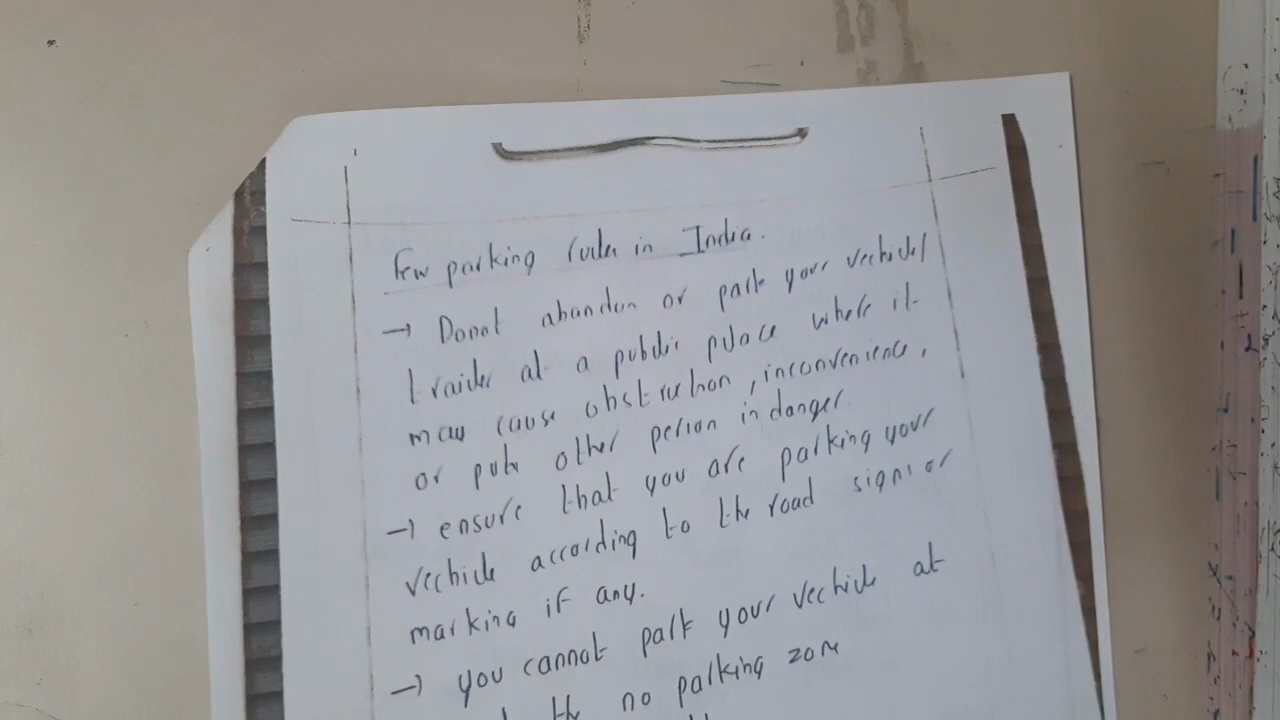 Few parking rules in India.
→ Donot abandon or park your vechicle/
traider at a public place where it
may cause obstruction, inconvenience,
or puts other person in danger.
→ ensure that you are parking your
vechicle according to the road signs or
marking if any.
→ you cannot park your vechicle at
the no parking zone